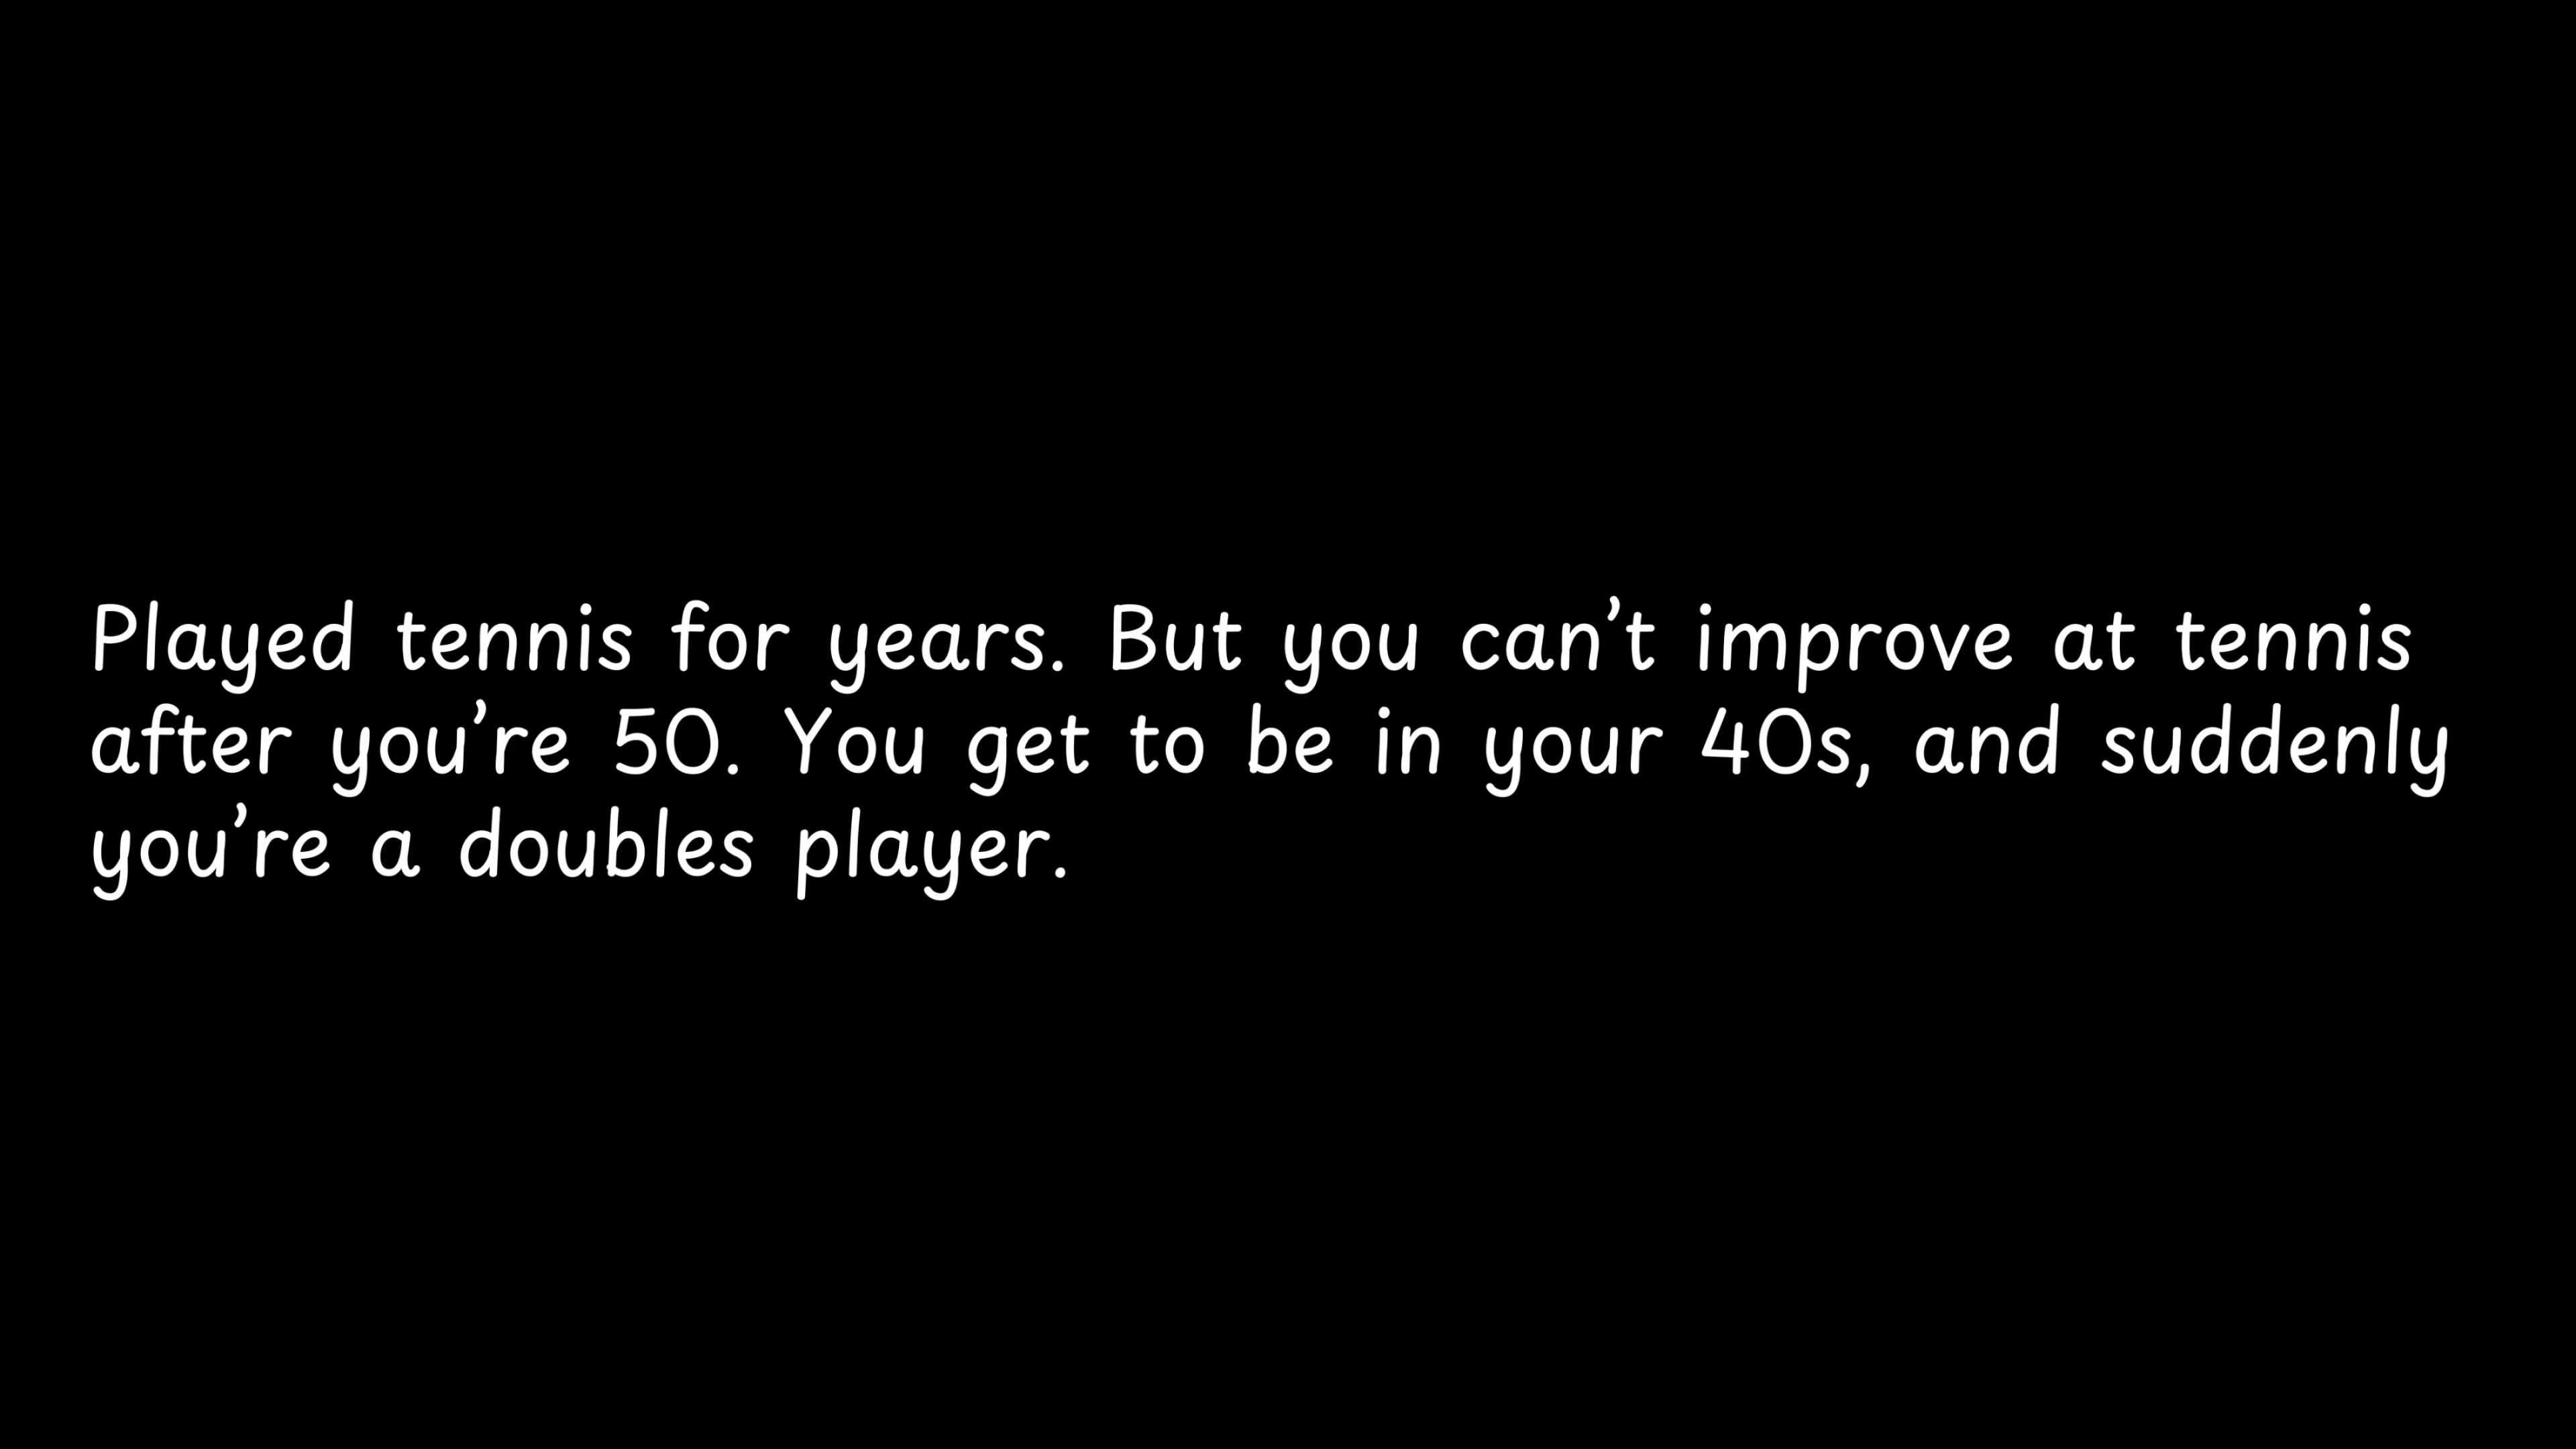 Played tennis for years. But you can’t improve at tennis
after you’re 50. You get to be in your 40s, and suddenly
you’re a doubles player.